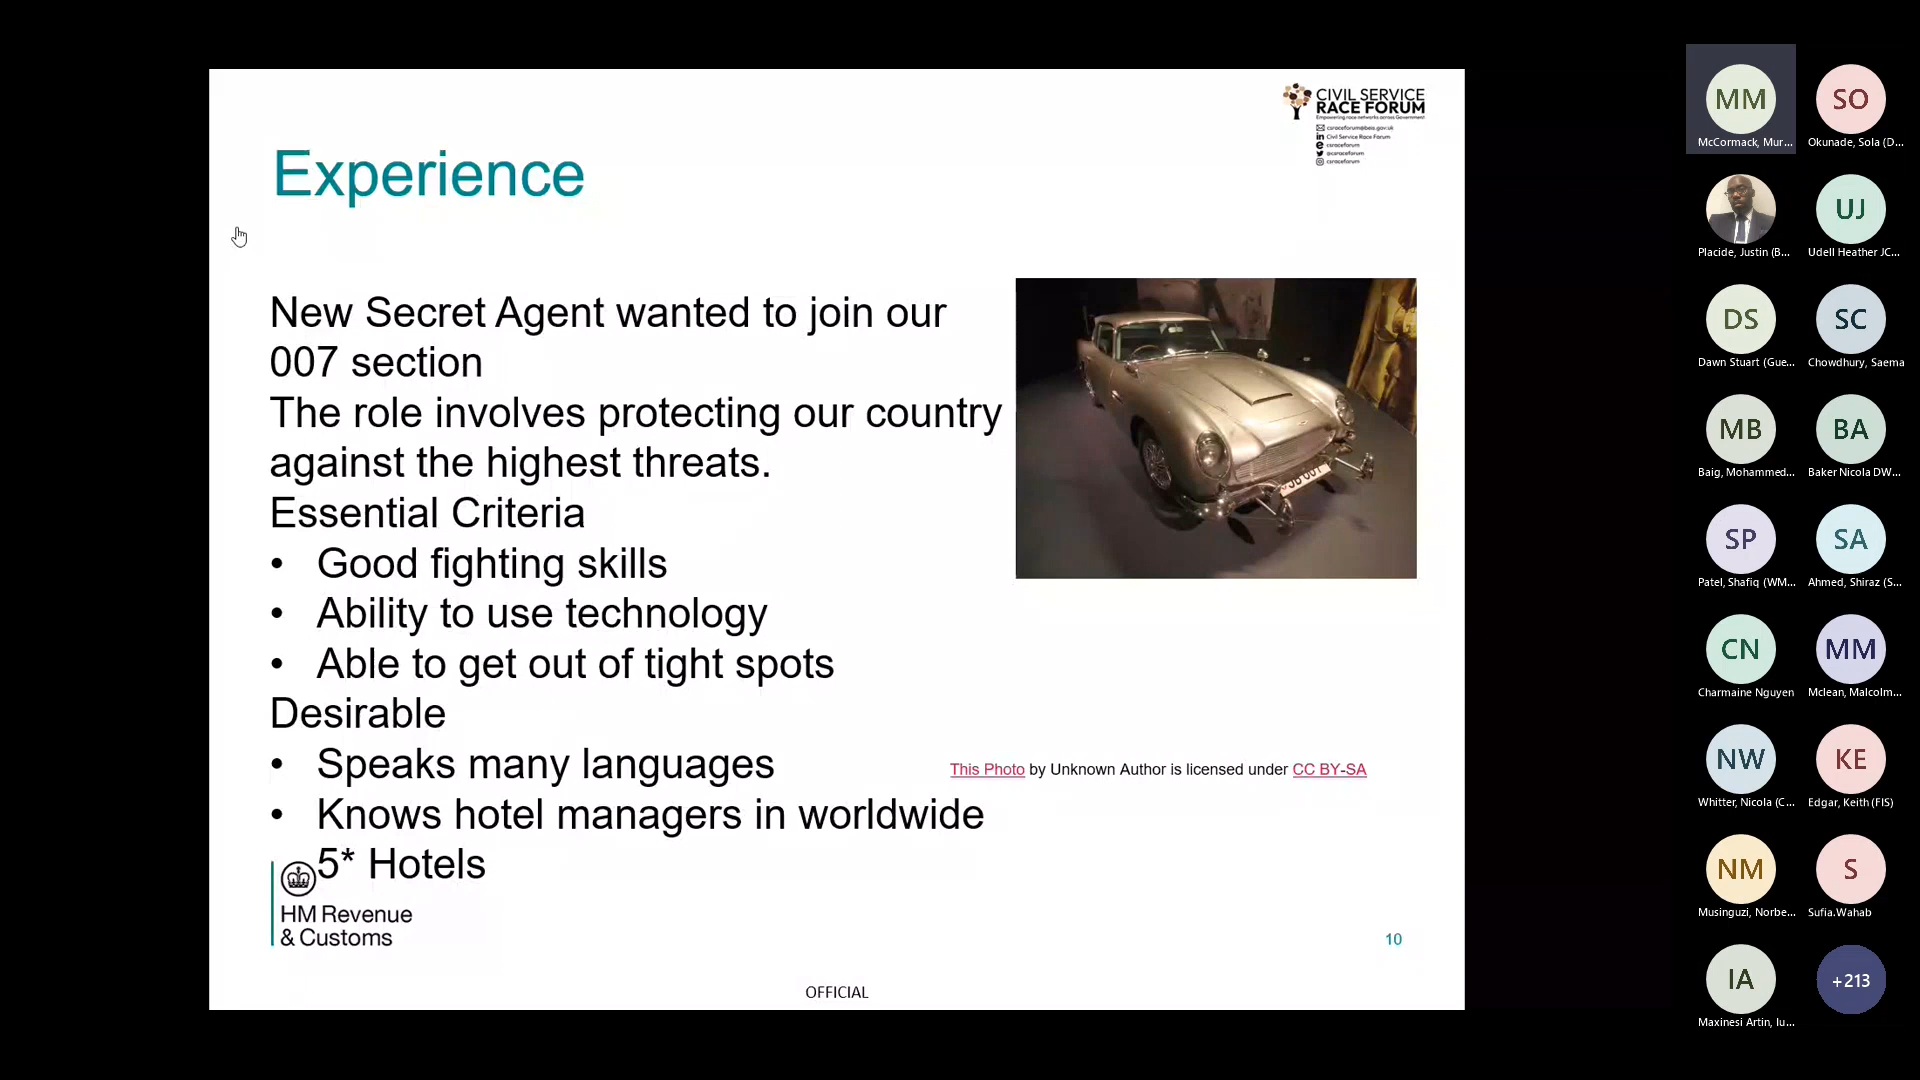 CIVIL SERVICE
RACE FORUM
Empowering race networks across Government
csraceforum@beis.gov.uk
Civil Service Race Forum
csraceforum
@csraceforum
csraceforum
Experience
New Secret Agent wanted to join our
007 section
The role involves protecting our country
against the highest threats.
Essential Criteria
• Good fighting skills
• Ability to use technology
• Able to get out of tight spots
Desirable
• Speaks many languages
• Knows hotel managers in worldwide
5* Hotels
This Photo by Unknown Author is licensed under CC BY-SA
HM Revenue
& Customs
10
OFFICIAL
MM
McCormack, Mur...
SO
Okunade, Sola (D...
Placide, Justin (B...
UJ
Udell Heather JC...
DS
Dawn Stuart (Gue...
SC
Chowdhury, Saema
MB
Baig, Mohammed...
BA
Baker Nicola DW...
SP
Patel, Shafiq (WM...
SA
Ahmed, Shiraz (S...
CN
Charmaine Nguyen
MM
Mclean, Malcolm...
NW
Whitter, Nicola (C...
KE
Edgar, Keith (FIS)
NM
Musinguzi, Norbe...
S
Sufia.Wahab
IA
Maxinesi Artin, Iu...
+213